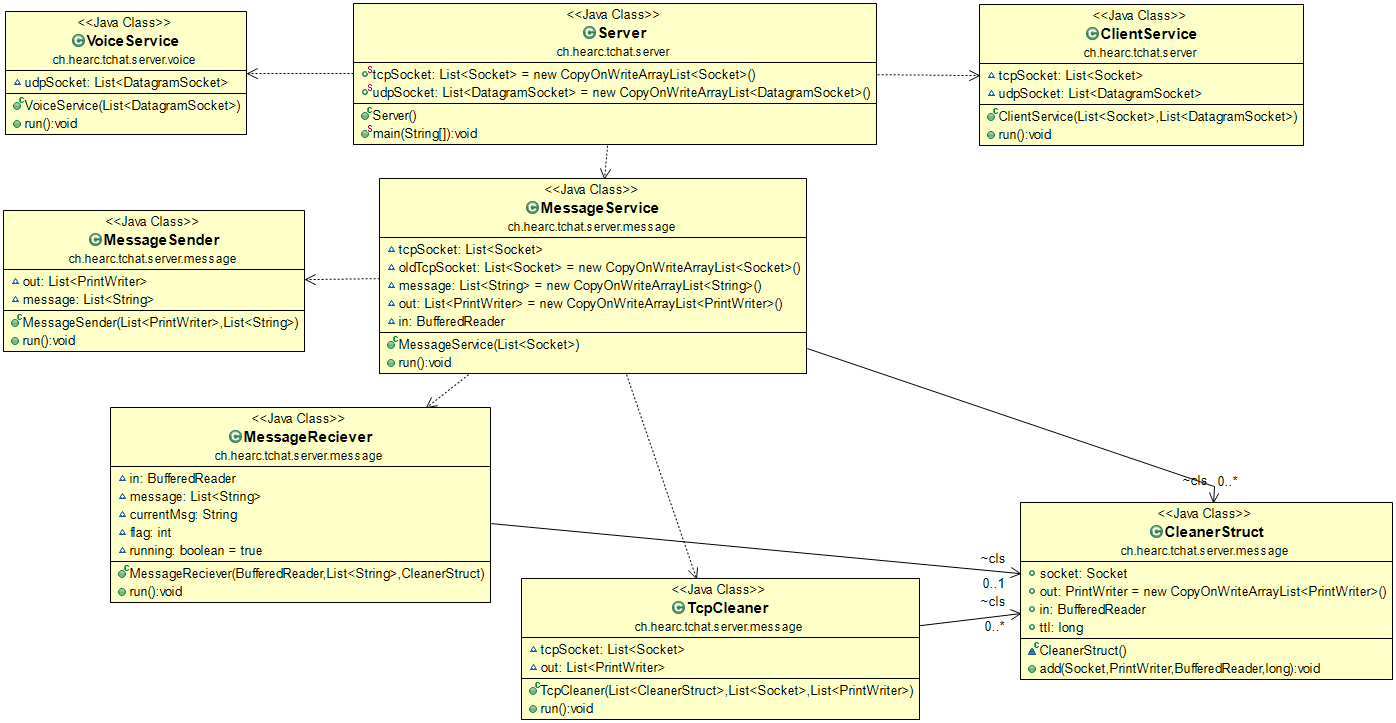 <<Java Class>>
VoiceService
ch.hearc.tchat.server.voice
udpSocket: List<DatagramSocket>
VoiceService(List<DatagramSocket>)
run():void
<<Java Class>>
Server
ch.hearc.tchat.server
tcpSocket: List<Socket> = new CopyOnWriteArrayList<Socket>()
udpSocket: List<DatagramSocket> = new CopyOnWriteArrayList<DatagramSocket>()
Server()
main(String[]):void
<<Java Class>>
ClientService
ch.hearc.tchat.server
tcpSocket: List<Socket>
udpSocket: List<DatagramSocket>
ClientService(List<Socket>,List<DatagramSocket>)
run():void
<<Java Class>>
MessageService
ch.hearc.tchat.server.message
tcpSocket: List<Socket>
oldTcpSocket: List<Socket> = new CopyOnWriteArrayList<Socket>()
message: List<String> = new CopyOnWriteArrayList<String>()
out: List<PrintWriter> = new CopyOnWriteArrayList<PrintWriter>()
in: BufferedReader
MessageService(List<Socket>)
run():void
<<Java Class>>
MessageSender
ch.hearc.tchat.server.message
out: List<PrintWriter>
message: List<String>
MessageSender(List<PrintWriter>,List<String>)
run():void
<<Java Class>>
MessageReciever
ch.hearc.tchat.server.message
in: BufferedReader
message: List<String>
currentMsg: String
flag: int
running: boolean = true
MessageReciever(BufferedReader,List<String>,CleanerStruct)
run():void
~cls 0..*
~cls
0..1
~cls
0..*
<<Java Class>>
TcpCleaner
ch.hearc.tchat.server.message
tcpSocket: List<Socket>
out: List<PrintWriter>
TcpCleaner(List<CleanerStruct>,List<Socket>,List<PrintWriter>)
run():void
<<Java Class>>
CleanerStruct
ch.hearc.tchat.server.message
socket: Socket
out: PrintWriter = new CopyOnWriteArrayList<PrintWriter>()
in: BufferedReader
ttl: long
CleanerStruct()
add(Socket,PrintWriter,BufferedReader,long):void